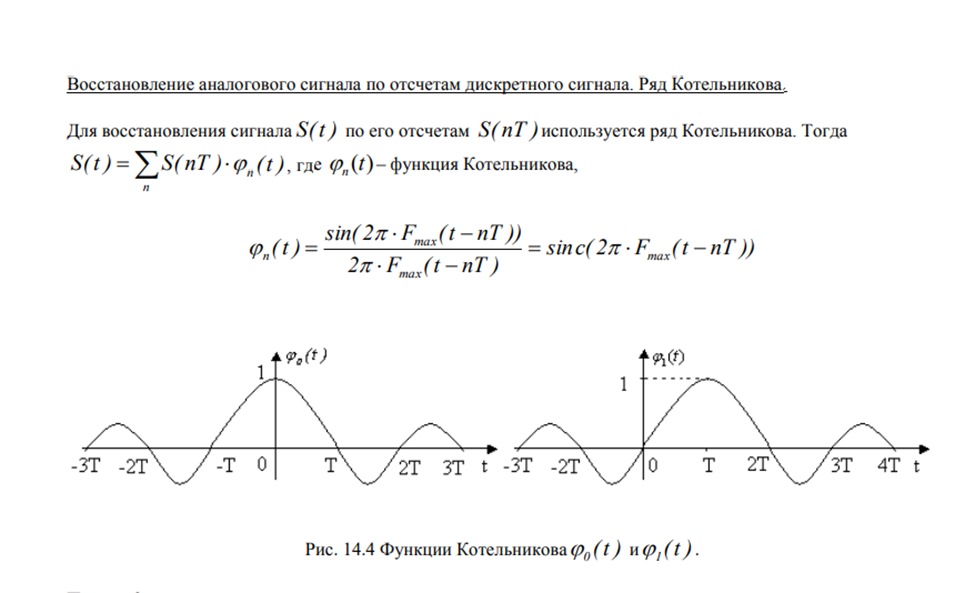 Восстановление аналогового сигнала по отсчетам дискретного сигнала. Ряд Котельникова.
Для восстановления сигнала S(t) по его отсчетам S(nT) используется ряд Котельникова. Тогда
S(t) = ∑ S(nT)·φₙ(t), где φₙ(t) – функция Котельникова,
n
φₙ(t) = sin(2π·Fmax(t − nT)) / 2π·Fmax(t − nT) = sinc(2π·Fmax(t − nT))
φ₀(t) φ₁(t)
1 1
-3T -2T -T 0 T 2T 3T t -3T -2T 0 T 2T 3T 4T t
Рис. 14.4 Функции Котельникова φ₀(t) и φ₁(t).